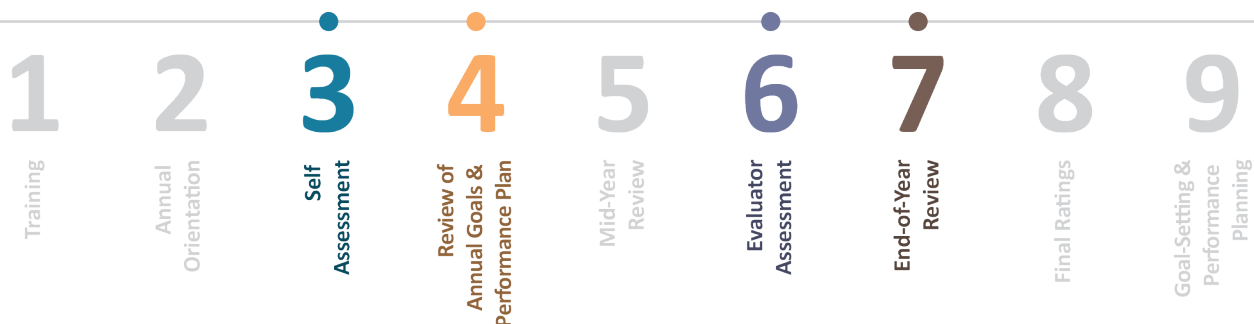 1
2
3
4
5
6
7
8
9
Training
Annual
Orientation
Self
Assessment
Review of
Annual Goals &
Performance Plan
Mid-Year
Review
Evaluator
Assessment
End-of-Year
Review
Final Ratings
Goal-Setting &
Performance
Planning